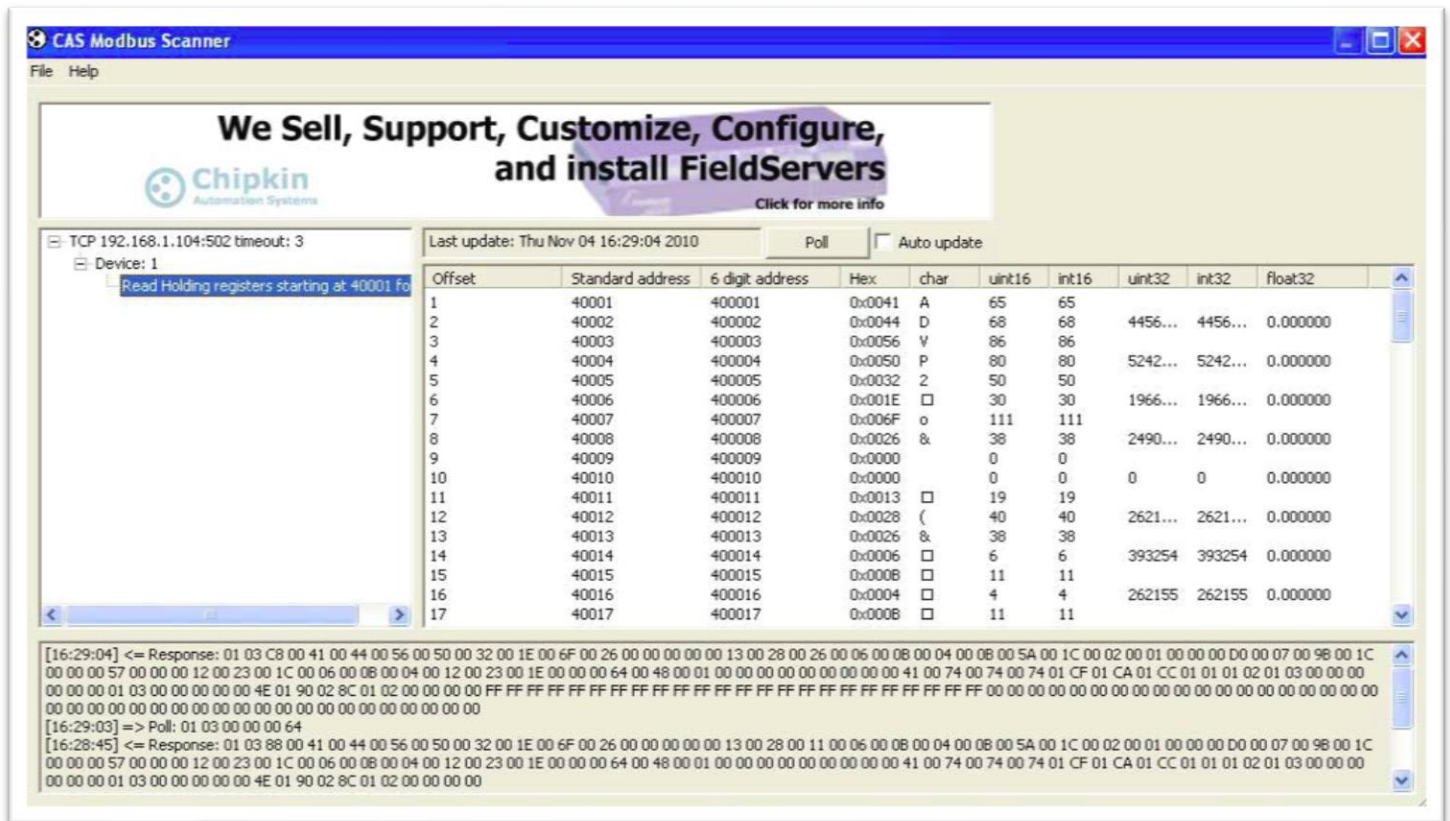 CAS Modbus Scanner
File Help
We Sell, Support, Customize, Configure,
and install FieldServers
Chipkin
Automation Systems
Click for more info
TCP 192.168.1.104:502 timeout: 3
Device: 1
Read Holding registers starting at 40001 fo
Last update: Thu Nov 04 16:29:04 2010 Poll Auto update
Offset Standard address 6 digit address Hex char uint16 int16 uint32 int32 float32
1 40001 400001 0x0041 A 65 65
2 40002 400002 0x0044 D 68 68 4456... 4456... 0.000000
3 40003 400003 0x0056 V 86 86
4 40004 400004 0x0050 P 80 80 5242... 5242... 0.000000
5 40005 400005 0x0032 2 50 50
6 40006 400006 0x001E □ 30 30 1966... 1966... 0.000000
7 40007 400007 0x006F o 111 111
8 40008 400008 0x0026 & 38 38 2490... 2490... 0.000000
9 40009 400009 0x0000 0 0
10 40010 400010 0x0000 0 0 0 0 0.000000
11 40011 400011 0x0013 □ 19 19
12 40012 400012 0x0028 ( 40 40 2621... 2621... 0.000000
13 40013 400013 0x0026 & 38 38
14 40014 400014 0x0006 □ 6 6 393254 393254 0.000000
15 40015 400015 0x000B □ 11 11
16 40016 400016 0x0004 □ 4 4 262155 262155 0.000000
17 40017 400017 0x000B □ 11 11
[16:29:04] <= Response: 01 03 C8 00 41 00 44 00 56 00 50 00 32 00 1E 00 6F 00 26 00 00 00 00 00 13 00 28 00 26 00 06 00 0B 00 04 00 0B 00 5A 00 1C 00 02 00 01 00 00 00 D0 00 07 00 9B 00 1C
00 00 00 57 00 00 00 12 00 23 00 1C 00 06 00 0B 00 04 00 12 00 23 00 1E 00 00 00 64 00 48 00 01 00 00 00 00 00 00 00 00 00 41 00 74 00 74 00 74 01 CF 01 CA 01 CC 01 01 01 02 01 03 00 00 00
00 00 00 01 03 00 00 00 00 00 4E 01 90 02 8C 01 02 00 00 00 00 FF FF FF FF FF FF FF FF FF FF FF FF FF FF FF FF FF FF FF FF FF FF FF FF 00 00 00 00 00 00 00 00 00 00 00 00 00 00 00 00 00 00 00
00 00 00 00 00 00 00 00 00 00 00 00 00 00 00 00 00 00 00 00 00
[16:29:03] => Poll: 01 03 00 00 00 64
[16:28:45] <= Response: 01 03 88 00 41 00 44 00 56 00 50 00 32 00 1E 00 6F 00 26 00 00 00 00 00 13 00 28 00 11 00 06 00 0B 00 04 00 0B 00 5A 00 1C 00 02 00 01 00 00 00 D0 00 07 00 9B 00 1C
00 00 00 57 00 00 00 12 00 23 00 1C 00 06 00 0B 00 04 00 12 00 23 00 1E 00 00 00 64 00 48 00 01 00 00 00 00 00 00 00 00 00 41 00 74 00 74 00 74 01 CF 01 CA 01 CC 01 01 01 02 01 03 00 00 00
00 00 00 01 03 00 00 00 00 00 4E 01 90 02 8C 01 02 00 00 00 00